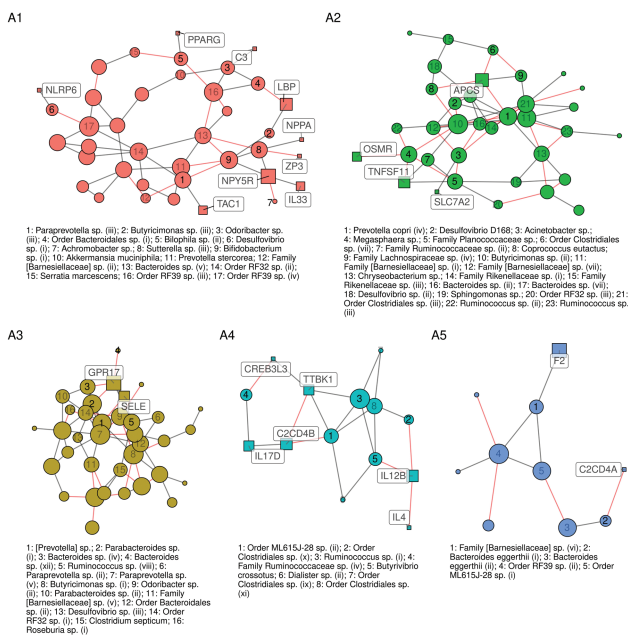 A1
PPARG
C3
NLRP6
LBP
NPPA
ZP3
NPY5R
IL33
TAC1
1: Paraprevotella sp. (iii); 2: Butyricimonas sp. (iii); 3: Odoribacter sp.
(iii); 4: Order Bacteroidales sp. (i); 5: Bilophila sp. (ii); 6: Desulfovibrio
sp. (i); 7: Achromobacter sp.; 8: Sutterella sp. (iii); 9: Bifidobacterium
sp. (i); 10: Akkermansia muciniphila; 11: Prevotella stercorea; 12: Family
[Barnesiellaceae] sp. (ii); 13: Bacteroides sp. (v); 14: Order RF32 sp. (ii);
15: Serratia marcescens; 16: Order RF39 sp. (iii); 17: Order RF39 sp. (iv)
A2
APCS
OSMR
TNFSF11
SLC7A2
1: Prevotella copri (iv); 2: Desulfovibrio D168; 3: Acinetobacter sp.;
4: Megasphaera sp.; 5: Family Planococcaceae sp.; 6: Order Clostridiales
sp. (vii); 7: Family Ruminococcaceae sp. (ii); 8: Coprococcus eutactus;
9: Family Lachnospiraceae sp. (iv); 10: Butyricimonas sp. (ii); 11:
Family [Barnesiellaceae] sp. (i); 12: Family [Barnesiellaceae] sp. (vii);
13: Chryseobacterium sp.; 14: Family Rikenellaceae sp. (i); 15: Family
Rikenellaceae sp. (iii); 16: Bacteroides sp. (ii); 17: Bacteroides sp. (vii);
18: Desulfovibrio sp. (ii); 19: Sphingomonas sp.; 20: Order RF32 sp. (iii); 21:
Order Clostridiales sp. (iii); 22: Ruminococcus sp. (ii); 23: Ruminococcus sp.
(iii)
A3
GPR17
SELE
1: [Prevotella] sp.; 2: Parabacteroides sp.
(i); 3: Bacteroides sp. (iv); 4: Bacteroides
sp. (xii); 5: Ruminococcus sp. (viii); 6:
Paraprevotella sp. (ii); 7: Paraprevotella sp.
(v); 8: Butyricimonas sp. (i); 9: Odoribacter sp.
(ii); 10: Parabacteroides sp. (ii); 11: Family
[Barnesiellaceae] sp. (v); 12: Order Bacteroidales
sp. (ii); 13: Desulfovibrio sp. (iii); 14: Order
RF32 sp. (i); 15: Clostridium septicum; 16:
Roseburia sp. (i)
A4
CREB3L3
TTBK1
C2CD4B
IL17D
IL12B
IL4
1: Order ML615J-28 sp. (ii); 2: Order
Clostridiales sp. (x); 3: Ruminococcus sp. (i); 4:
Family Ruminococcaceae sp. (iv); 5: Butyrivibrio
crossotus; 6: Dialister sp. (ii); 7: Order
Clostridiales sp. (ix); 8: Order Clostridiales sp.
(xi)
A5
F2
C2CD4A
1: Family [Barnesiellaceae] sp. (vi); 2:
Bacteroides eggerthii (i); 3: Bacteroides
eggerthii (ii); 4: Order RF39 sp. (ii); 5: Order
ML615J-28 sp. (i)